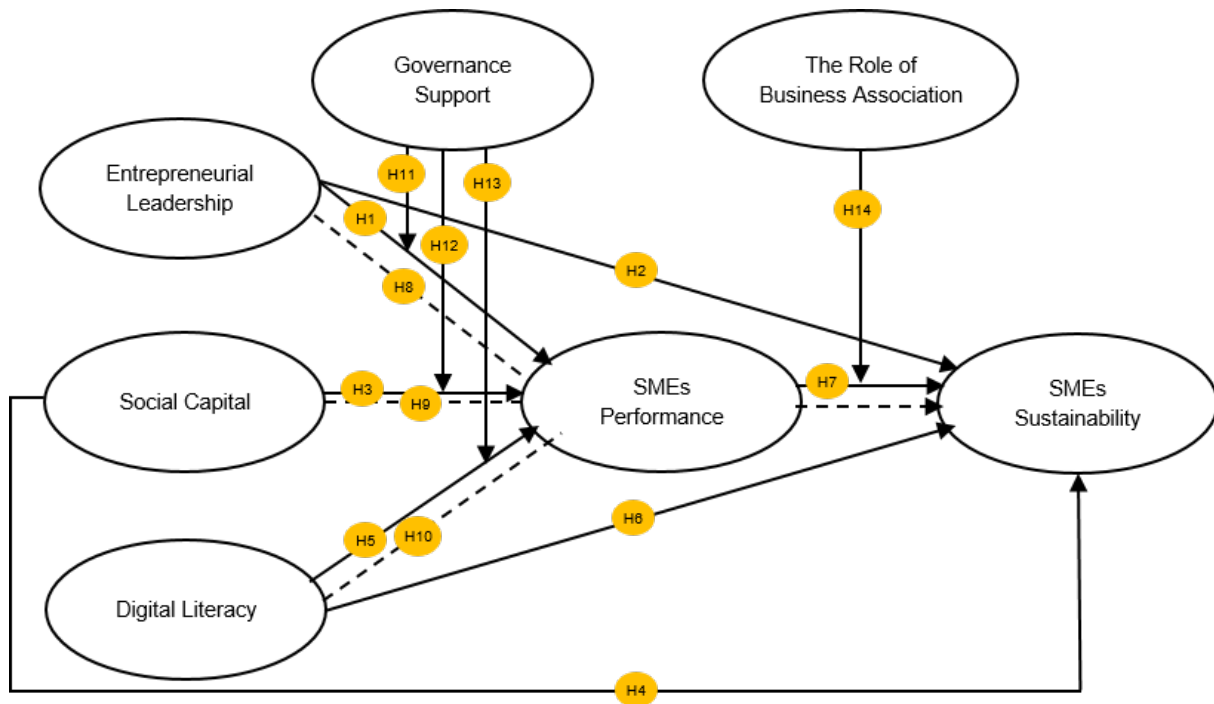 Governance
Support
The Role of
Business Association
Entrepreneurial
Leadership
H11
H13
H1
H14
H12
H2
H8
Social Capital
H3
H9
SMEs
Performance
H7
SMEs
Sustainability
H5
H10
H6
Digital Literacy
H4